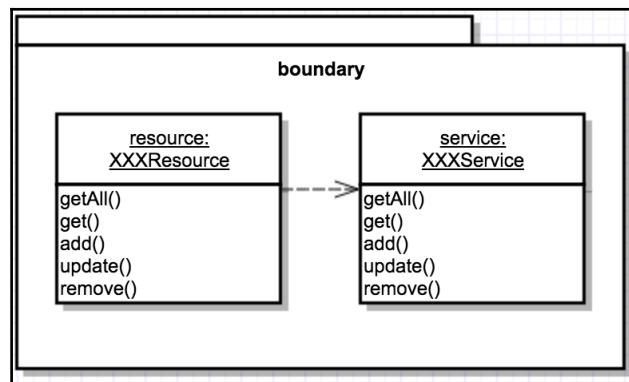 boundary
resource:
XXXResource
getAll()
get()
add()
update()
remove()
service:
XXXService
getAll()
get()
add()
update()
remove()